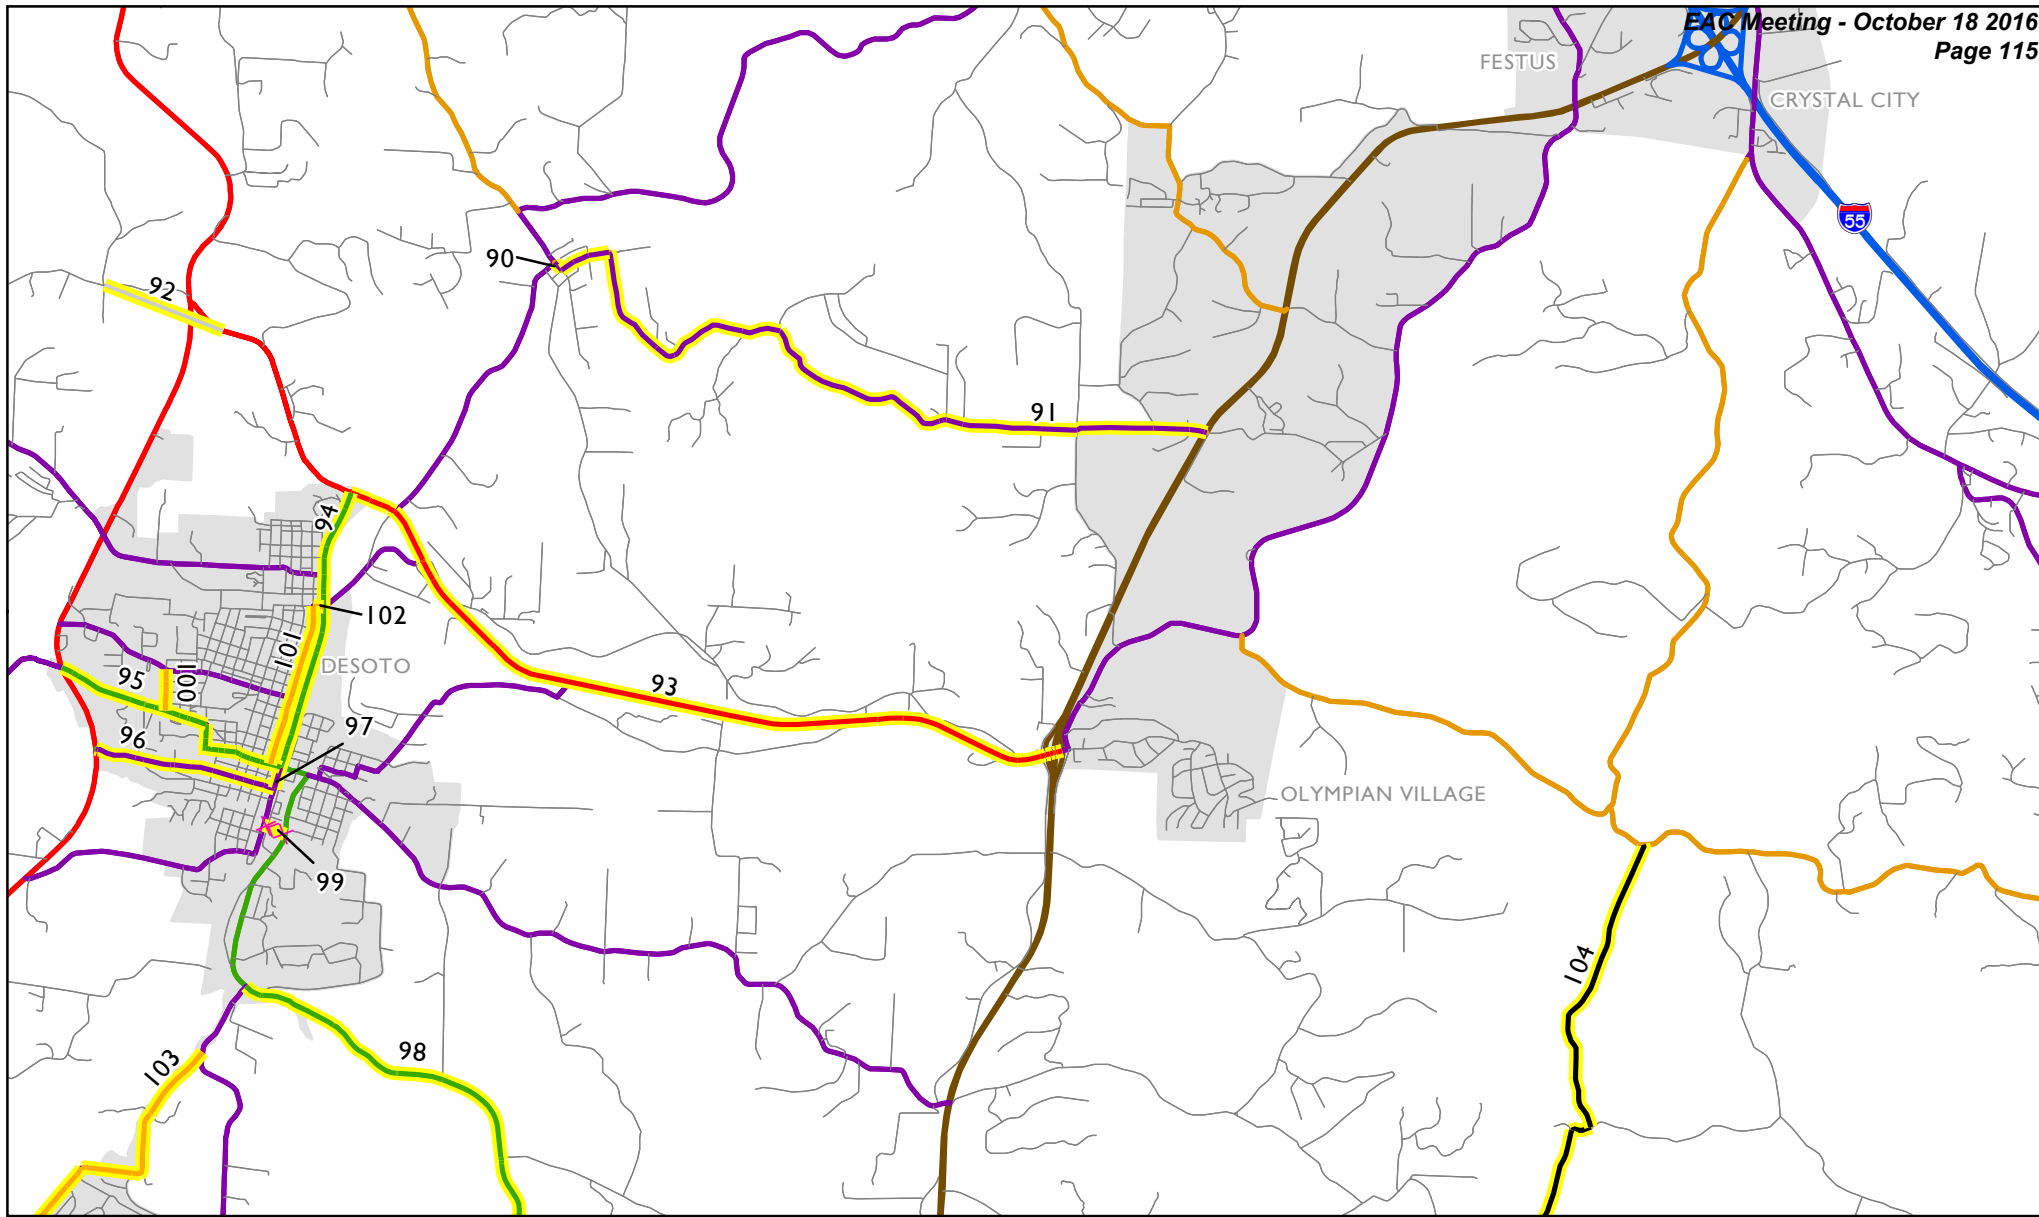 EAC Meeting - October 18 2016
Page 115
FESTUS
CRYSTAL CITY
55
90
92
91
94
102
101
DESOTO
100
95
93
97
96
OLYMPIAN VILLAGE
99
104
98
103